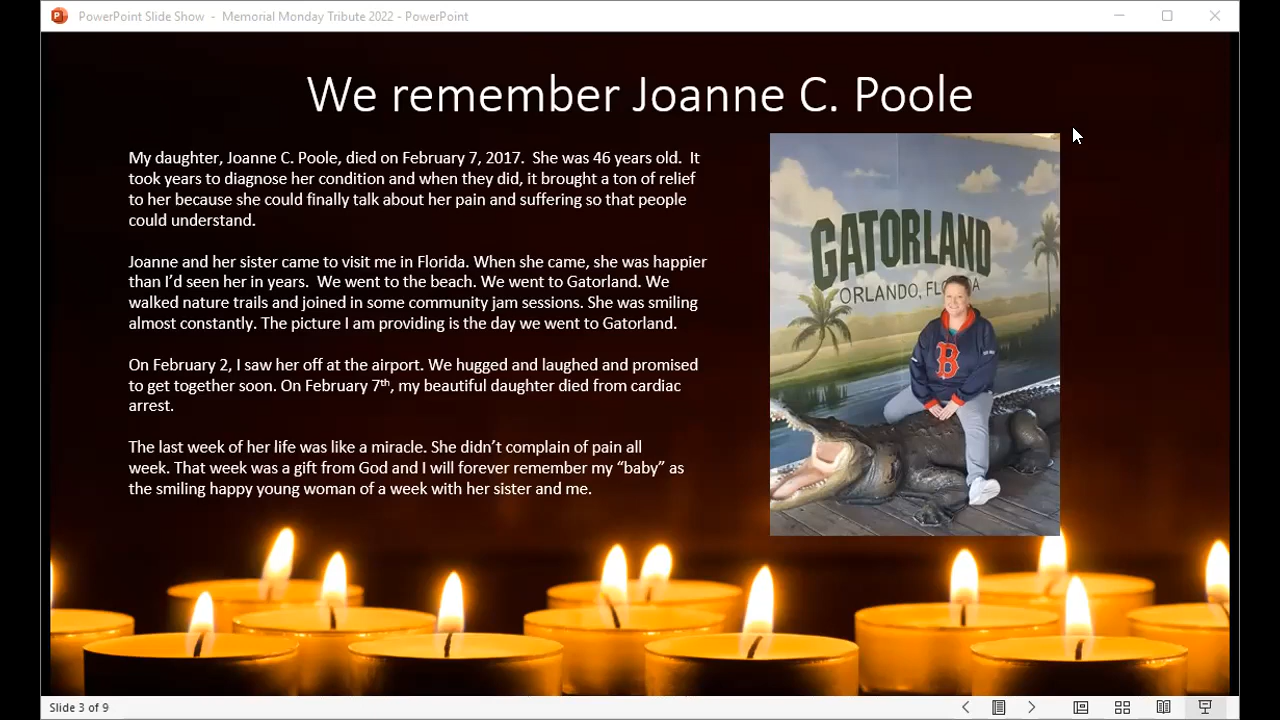 PowerPoint Slide Show - Memorial Monday Tribute 2022 - PowerPoint
We remember Joanne C. Poole
My daughter, Joanne C. Poole, died on February 7, 2017.  She was 46 years old.  It
took years to diagnose her condition and when they did, it brought a ton of relief
to her because she could finally talk about her pain and suffering so that people
could understand.
Joanne and her sister came to visit me in Florida. When she came, she was happier
than I’d seen her in years.  We went to the beach. We went to Gatorland. We
walked nature trails and joined in some community jam sessions. She was smiling
almost constantly. The picture I am providing is the day we went to Gatorland.
On February 2, I saw her off at the airport. We hugged and laughed and promised
to get together soon. On February 7th, my beautiful daughter died from cardiac
arrest.
The last week of her life was like a miracle. She didn’t complain of pain all
week. That week was a gift from God and I will forever remember my “baby” as
the smiling happy young woman of a week with her sister and me.
GATORLAND
ORLANDO, FL A
B
Slide 3 of 9